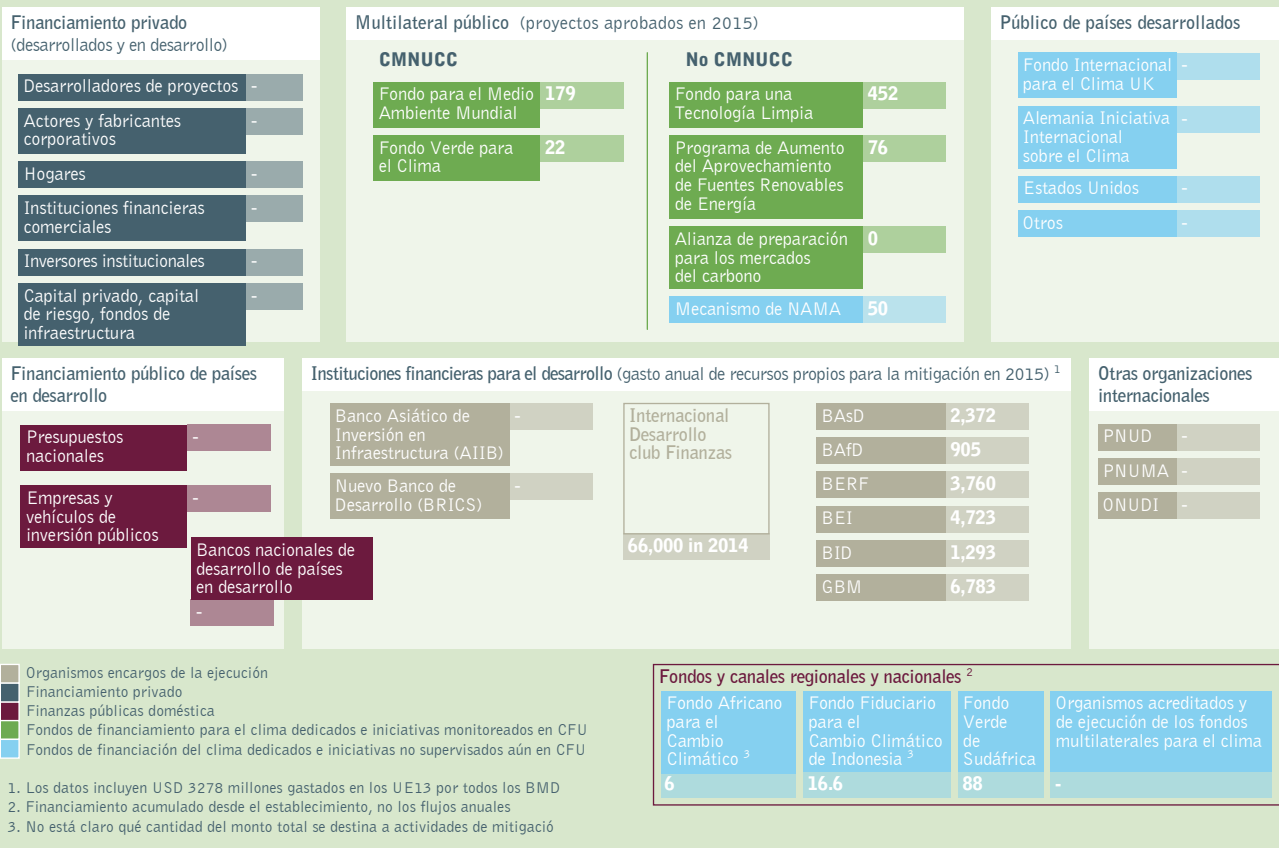 Financiamiento privado
(desarrollados y en desarrollo)
Desarrolladores de proyectos -
Actores y fabricantes -
corporativos
Hogares -
Instituciones financieras -
comerciales
Inversores institucionales -
Capital privado, capital -
de riesgo, fondos de
infraestructura
Multilateral público (proyectos aprobados en 2015)
CMNUCC
Fondo para el Medio 179
Ambiente Mundial
Fondo Verde para 22
el Clima
No CMNUCC
Fondo para una 452
Tecnología Limpia
Programa de Aumento 76
del Aprovechamiento
de Fuentes Renovables
de Energía
Alianza de preparación 0
para los mercados
del carbono
Mecanismo de NAMA 50
Público de países desarrollados
Fondo Internacional -
para el Clima UK
Alemania Iniciativa -
Internacional
sobre el Clima
Estados Unidos -
Otros -
Financiamiento público de países
en desarrollo
Presupuestos -
nacionales
Empresas y -
vehículos de
inversión públicos
Bancos nacionales de
desarrollo de países
en desarrollo
-
Instituciones financieras para el desarrollo (gasto anual de recursos propios para la mitigación en 2015) 1
Banco Asiático de -
Inversión en
Infraestructura (AIIB)
Nuevo Banco de -
Desarrollo (BRICS)
Internacional
Desarrollo
club Finanzas
66,000 in 2014
BAsD 2,372
BAfD 905
BERF 3,760
BEI 4,723
BID 1,293
GBM 6,783
Otras organizaciones
internacionales
PNUD -
PNUMA -
ONUDI -
Organismos encargos de la ejecución
Financiamiento privado
Finanzas públicas doméstica
Fondos de financiamiento para el clima dedicados e iniciativas monitoreados en CFU
Fondos de financiación del clima dedicados e iniciativas no supervisados aún en CFU
1. Los datos incluyen USD 3278 millones gastados en los UE13 por todos los BMD
2. Financiamiento acumulado desde el establecimiento, no los flujos anuales
3. No está claro qué cantidad del monto total se destina a actividades de mitigació
Fondos y canales regionales y nacionales 2
Fondo Africano
para el
Cambio
Climático 3
6
Fondo Fiduciario
para el
Cambio Climático
de Indonesia 3
16.6
Fondo
Verde
de
Sudáfrica
88
Organismos acreditados y
de ejecución de los fondos
multilaterales para el clima
-